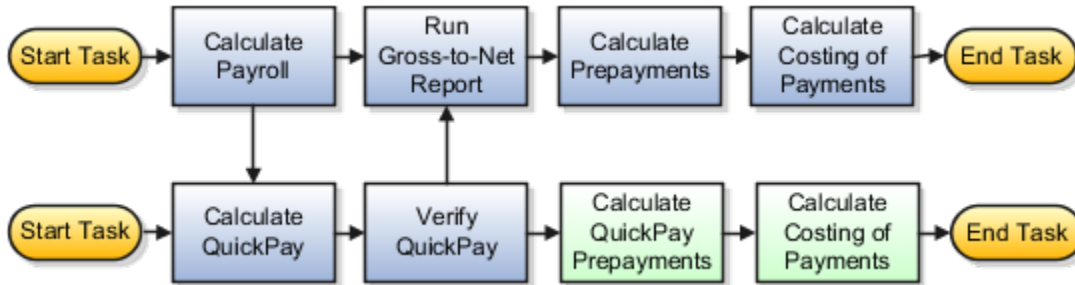 Start Task
Calculate
Payroll
Run
Gross-to-Net
Report
Calculate
Prepayments
Calculate
Costing of
Payments
End Task
Start Task
Calculate
QuickPay
Verify
QuickPay
Calculate
QuickPay
Prepayments
Calculate
Costing of
Payments
End Task